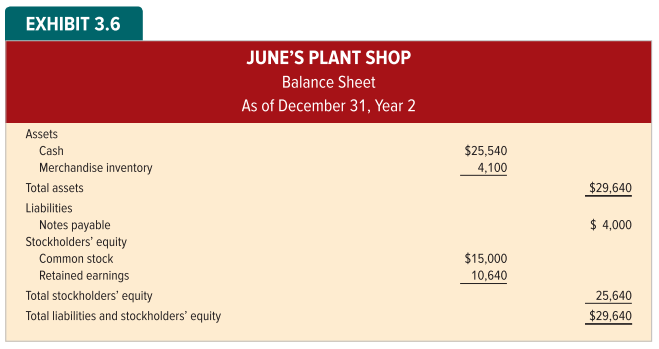 EXHIBIT 3.6
JUNE’S PLANT SHOP
Balance Sheet
As of December 31, Year 2
Assets
Cash $25,540
Merchandise inventory 4,100
Total assets $29,640
Liabilities
Notes payable $ 4,000
Stockholders’ equity
Common stock $15,000
Retained earnings 10,640
Total stockholders’ equity 25,640
Total liabilities and stockholders’ equity $29,640